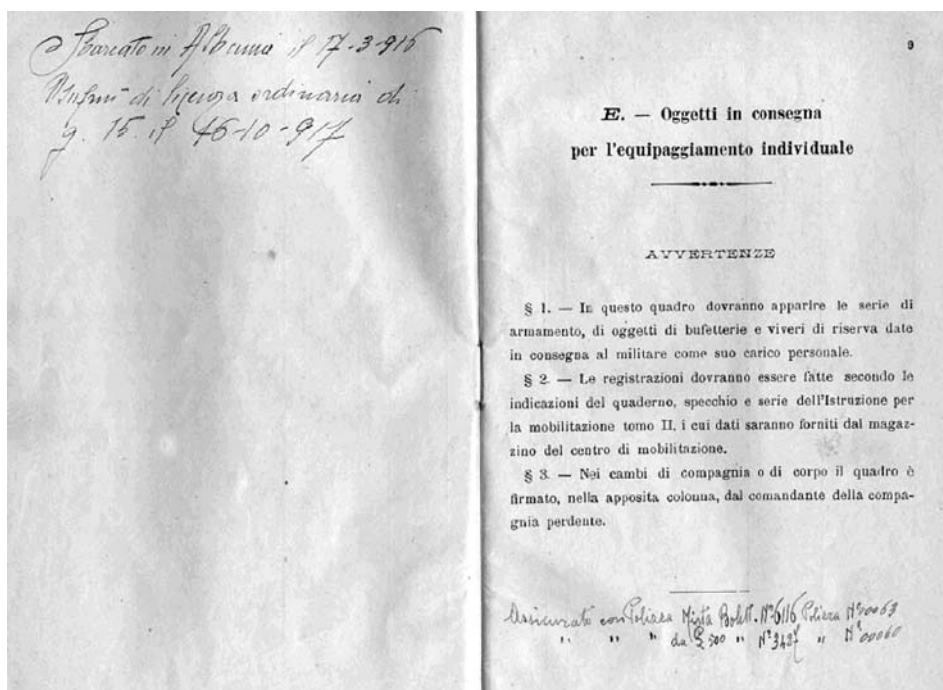 Sbarcato in Albania il 17-3-916
di licenza ordinaria di
g. 15. il 16-10-917
9
E. — Oggetti in consegna
per l'equipaggiamento individuale
AVVERTENZE
§ 1. — In questo quadro dovranno apparire le serie di
armamento, di oggetti di bufetterie e viveri di riserva date
in consegna al militare come suo carico personale.
§ 2. — Le registrazioni dovranno essere fatte secondo le
indicazioni del quaderno, specchio e serie dell'Istruzione per
la mobilitazione tomo II, i cui dati saranno forniti dal magaz-
zino del centro di mobilitazione.
§ 3. — Nei cambi di compagnia o di corpo il quadro è
firmato, nella apposita colonna, dal comandante della compa-
gnia perdente.
Assicurato con Polizza Mista Bolett. N° 6116 Polizza N° 00063
" " " da £ 500 " N° " N° 00060